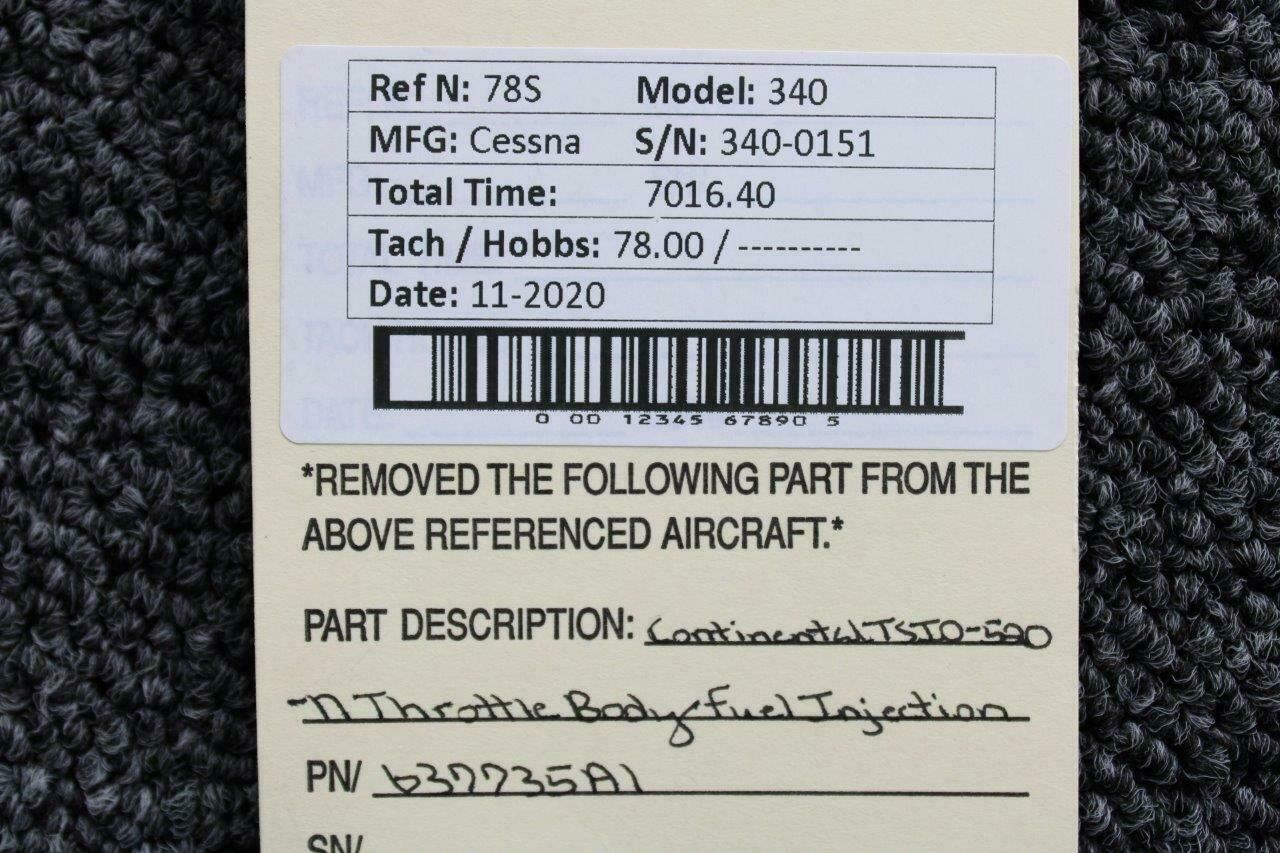 Ref N: 78S Model: 340
MFG: Cessna S/N: 340-0151
Total Time: 7016.40
Tach / Hobbs: 78.00 / ----------
Date: 11-2020
0 00 12345 67890 5
*REMOVED THE FOLLOWING PART FROM THE
ABOVE REFERENCED AIRCRAFT.*
PART DESCRIPTION: Continental TSIO-520
-N Throttle Body Fuel Injection
PN/ 637735A1
SN/